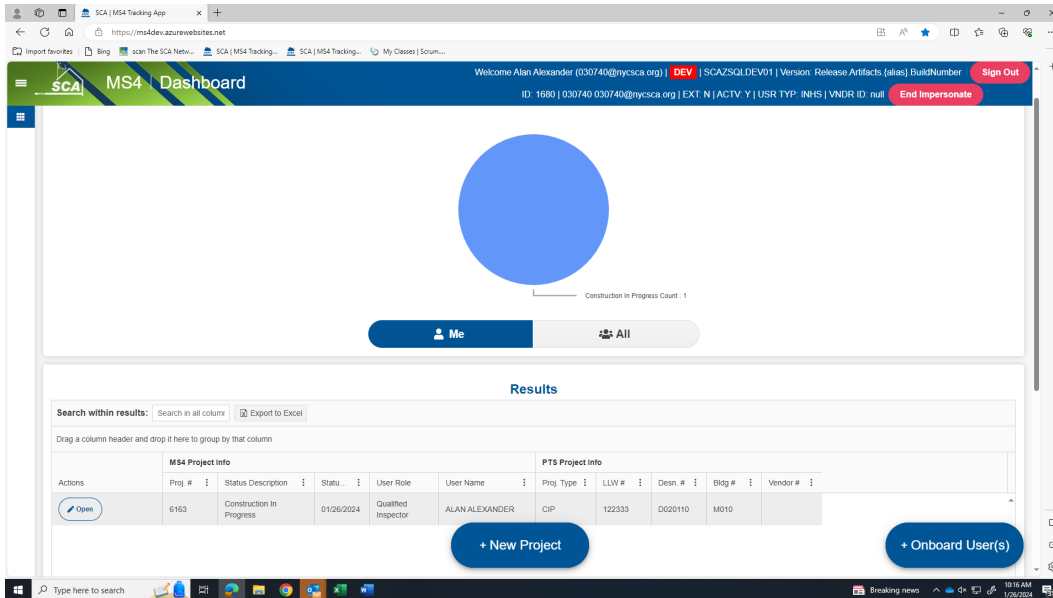 SCA | MS4 Tracking App
https://ms4dev.azurewebsites.net
Import favorites
Bing
scan The SCA Netw...
SCA | MS4 Tracking...
SCA | MS4 Tracking...
My Classes | Scrum...
SCA
MS4 | Dashboard
Welcome Alan Alexander (030740@nycsca.org) | DEV | SCAZSQLDEV01 | Version: Release.Artifacts.{alias}.BuildNumber
Sign Out
ID: 1680 | 030740 030740@nycsca.org | EXT: N | ACTV: Y | USR TYP: INHS | VNDR ID: null
End Impersonate
Construction In Progress Count : 1
Me
All
Results
Search within results:
Search in all colum
Export to Excel
Drag a column header and drop it here to group by that column
MS4 Project Info
PTS Project Info
Actions
Proj. #
Status Description
Statu...
User Role
User Name
Proj. Type
LLW #
Desn. #
Bldg #
Vendor #
Open
6163
Construction In Progress
01/26/2024
Qualified Inspector
ALAN ALEXANDER
CIP
122333
D020110
M010
+ New Project
+ Onboard User(s)
Type here to search
Breaking news
10:16 AM
1/26/2024